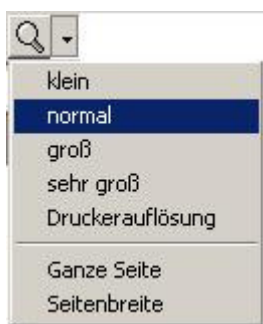 klein
normal
groß
sehr groß
Druckerauflösung
Ganze Seite
Seitenbreite